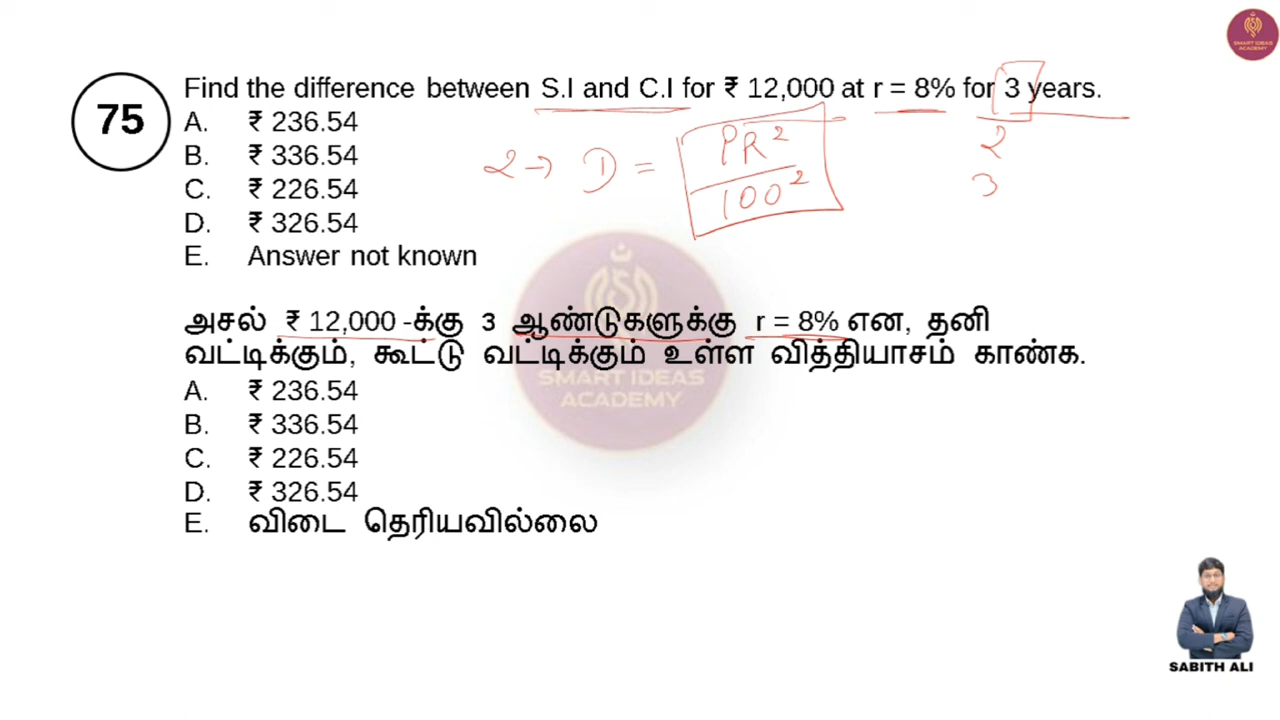 SMART IDEAS
ACADEMY
75
Find the difference between S.I and C.I for ₹ 12,000 at r = 8% for 3 years.
A. ₹ 236.54
B. ₹ 336.54
C. ₹ 226.54
D. ₹ 326.54
E. Answer not known
2 → D = PR² / 100²
2
3
அசல் ₹ 12,000 -க்கு 3 ஆண்டுகளுக்கு r = 8% என, தனி
வட்டிக்கும், கூட்டு வட்டிக்கும் உள்ள வித்தியாசம் காண்க.
SMART IDEAS
ACADEMY
A. ₹ 236.54
B. ₹ 336.54
C. ₹ 226.54
D. ₹ 326.54
E. விடை தெரியவில்லை
SABITH ALI